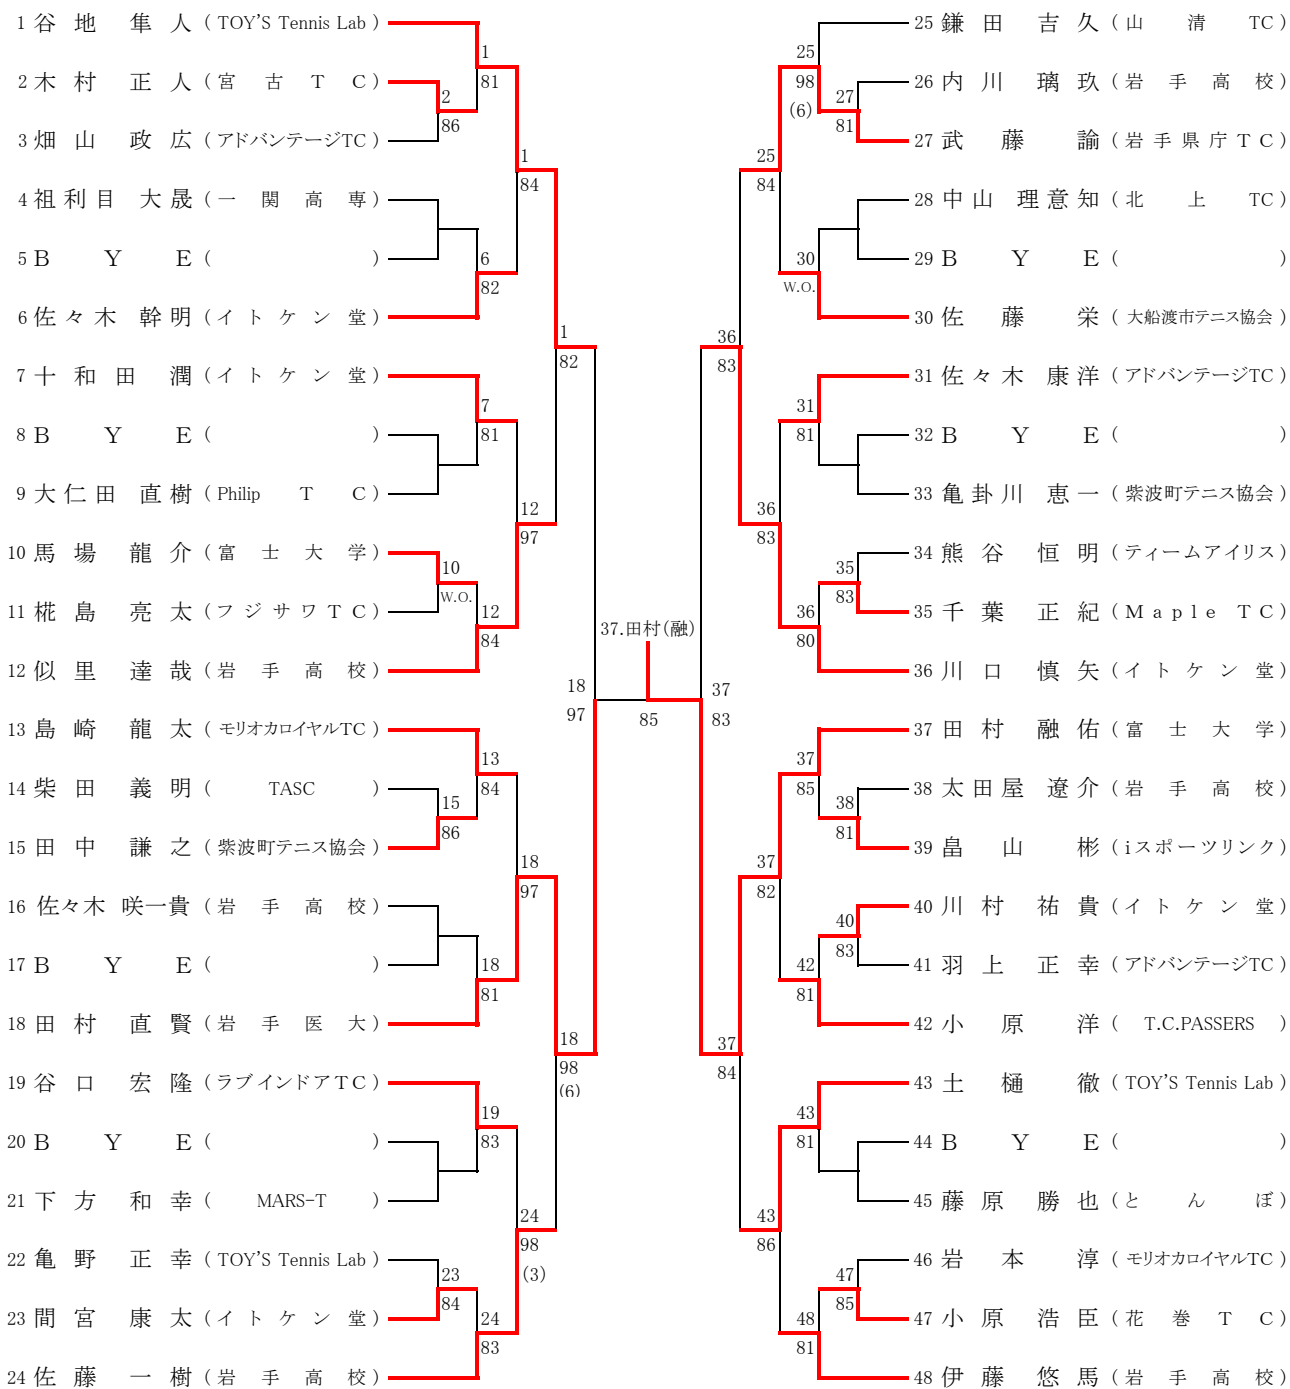 1 谷地 隼人 (TOY'S Tennis Lab)
2 木村 正人 (宮古TC)
3 畑山 政広 (アドバンテージTC)
4 祖利目 大晟 (一関高専)
5 BYE ( )
6 佐々木 幹明 (イトケン堂)
7 十和田 潤 (イトケン堂)
8 BYE ( )
9 大仁田 直樹 (Philip TC)
10 馬場 龍介 (富士大学)
11 椛島 亮太 (フジサワTC)
12 似里 達哉 (岩手高校)
13 島崎 龍太 (モリオカロイヤルTC)
14 柴田 義明 (TASC)
15 田中 謙之 (紫波町テニス協会)
16 佐々木 咲一貴 (岩手高校)
17 BYE ( )
18 田村 直賢 (岩手医大)
19 谷口 宏隆 (ラブインドアTC)
20 BYE ( )
21 下方 和幸 (MARS-T)
22 亀野 正幸 (TOY'S Tennis Lab)
23 間宮 康太 (イトケン堂)
24 佐藤 一樹 (岩手高校)
2
86
10
W.O.
15
86
23
84
1
81
6
82
7
81
12
84
13
84
18
81
19
83
24
83
1
84
12
97
18
97
24
98
(3)
1
82
18
98
(6)
18
97
37.田村(融)
85
37
83
36
83
37
84
25
84
36
83
37
82
43
86
25
98
(6)
30
W.O.
31
81
36
80
37
85
42
81
43
81
48
81
27
81
35
83
38
81
40
83
47
85
25 鎌田 吉久 (山清TC)
26 内川 璃玖 (岩手高校)
27 武藤 諭 (岩手県庁TC)
28 中山 理意知 (北上TC)
29 BYE ( )
30 佐藤 栄 (大船渡市テニス協会)
31 佐々木 康洋 (アドバンテージTC)
32 BYE ( )
33 亀卦川 恵一 (紫波町テニス協会)
34 熊谷 恒明 (ティームアイリス)
35 千葉 正紀 (Maple TC)
36 川口 慎矢 (イトケン堂)
37 田村 融佑 (富士大学)
38 太田屋 遼介 (岩手高校)
39 畠山 彬 (iスポーツリンク)
40 川村 祐貴 (イトケン堂)
41 羽上 正幸 (アドバンテージTC)
42 小原 洋 (T.C.PASSERS)
43 土樋 徹 (TOY'S Tennis Lab)
44 BYE ( )
45 藤原 勝也 (とんぼ)
46 岩本 淳 (モリオカロイヤルTC)
47 小原 浩臣 (花巻TC)
48 伊藤 悠馬 (岩手高校)